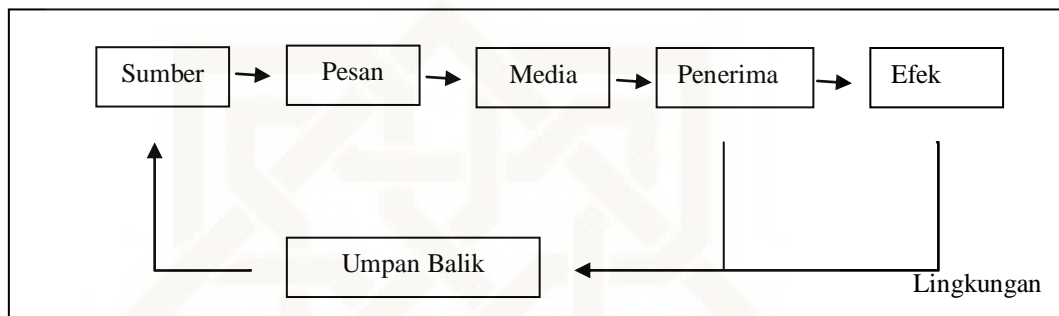 Sumber
Pesan
Media
Penerima
Efek
Umpan Balik
Lingkungan